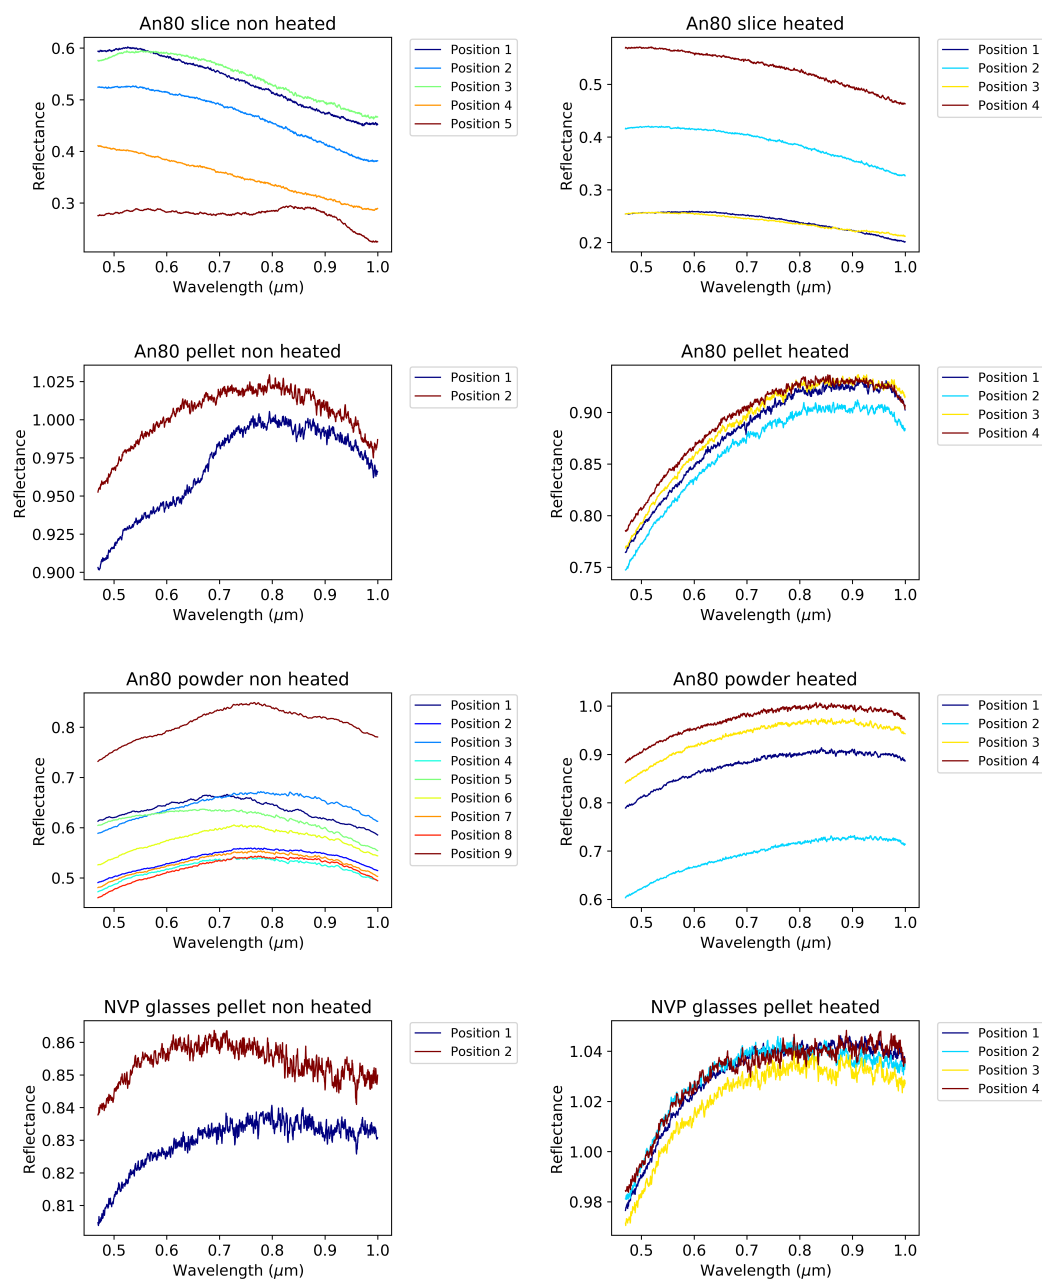 An80 slice non heated
Reflectance
0.6
0.5
0.4
0.3
0.5 0.6 0.7 0.8 0.9 1.0
Wavelength (μm)
Position 1
Position 2
Position 3
Position 4
Position 5
An80 slice heated
Reflectance
0.5
0.4
0.3
0.2
0.5 0.6 0.7 0.8 0.9 1.0
Wavelength (μm)
Position 1
Position 2
Position 3
Position 4
An80 pellet non heated
Reflectance
1.025
1.000
0.975
0.950
0.925
0.900
0.5 0.6 0.7 0.8 0.9 1.0
Wavelength (μm)
Position 1
Position 2
An80 pellet heated
Reflectance
0.90
0.85
0.80
0.75
0.5 0.6 0.7 0.8 0.9 1.0
Wavelength (μm)
Position 1
Position 2
Position 3
Position 4
An80 powder non heated
Reflectance
0.8
0.7
0.6
0.5
0.5 0.6 0.7 0.8 0.9 1.0
Wavelength (μm)
Position 1
Position 2
Position 3
Position 4
Position 5
Position 6
Position 7
Position 8
Position 9
An80 powder heated
Reflectance
1.0
0.9
0.8
0.7
0.6
0.5 0.6 0.7 0.8 0.9 1.0
Wavelength (μm)
Position 1
Position 2
Position 3
Position 4
NVP glasses pellet non heated
Reflectance
0.86
0.85
0.84
0.83
0.82
0.81
0.5 0.6 0.7 0.8 0.9 1.0
Wavelength (μm)
Position 1
Position 2
NVP glasses pellet heated
Reflectance
1.04
1.02
1.00
0.98
0.5 0.6 0.7 0.8 0.9 1.0
Wavelength (μm)
Position 1
Position 2
Position 3
Position 4